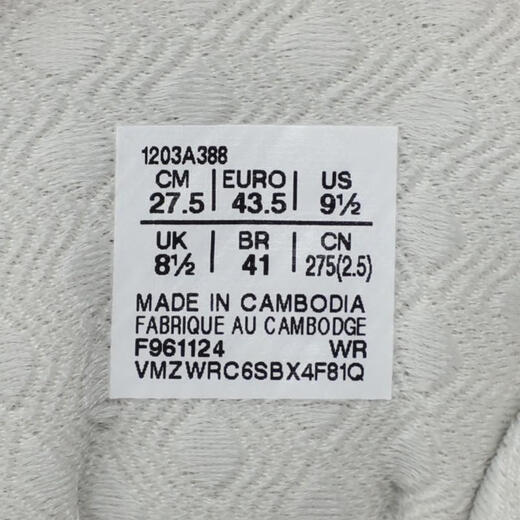 1203A388
CM EURO US
27.5 43.5 9½
UK BR CN
8½ 41 275(2.5)
MADE IN CAMBODIA
FABRIQUE AU CAMBODGE
F961124 WR
VMZWRC6SBX4F81Q